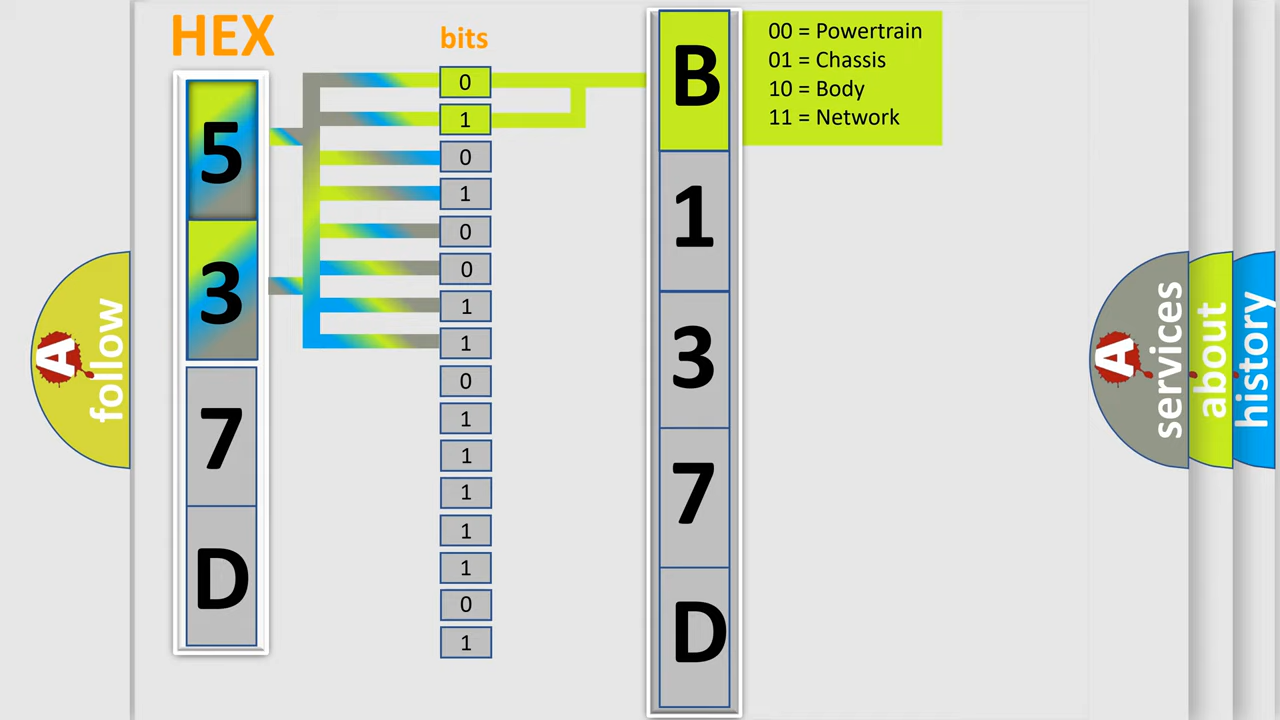 HEX
bits
5
3
7
D
0
1
0
1
0
0
1
1
0
1
1
1
1
1
0
1
B
1
3
7
D
00 = Powertrain
01 = Chassis
10 = Body
11 = Network
A
follow
A
services
about
history